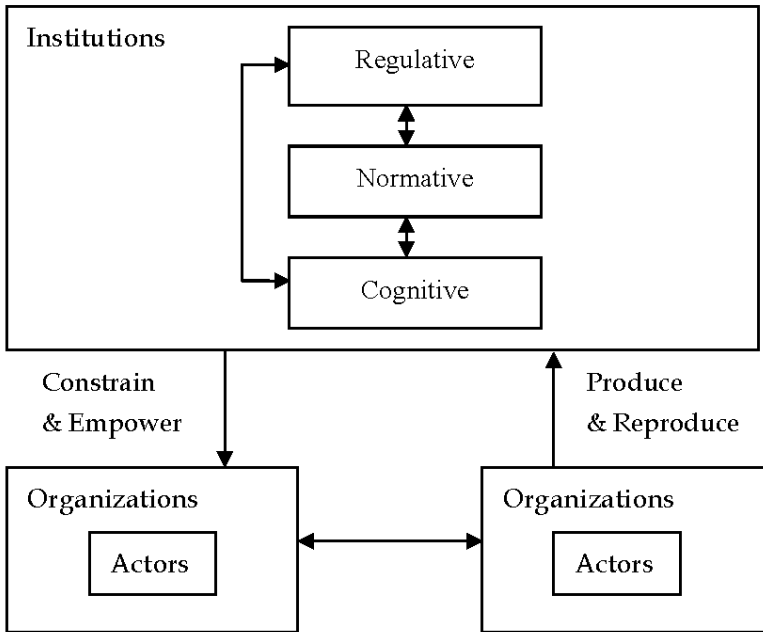 Institutions
Regulative
Normative
Cognitive
Constrain
& Empower
Produce
& Reproduce
Organizations
Actors
Organizations
Actors